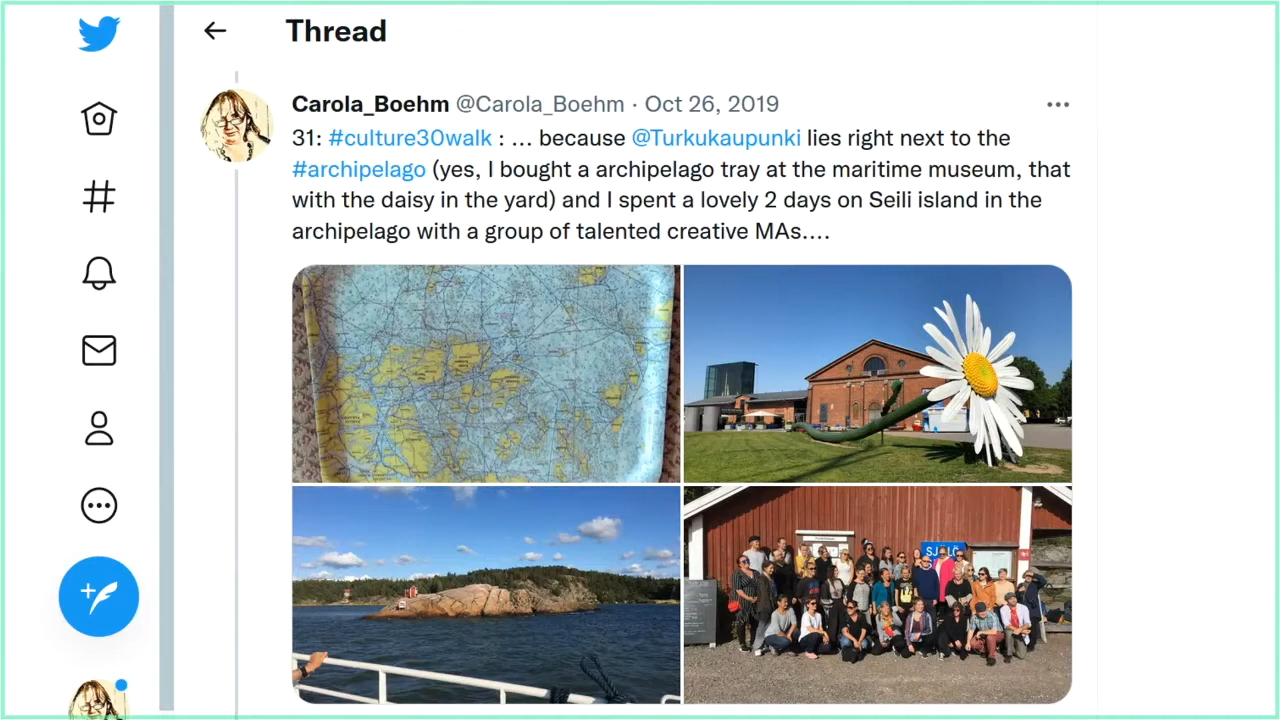 Thread
Carola_Boehm @Carola_Boehm · Oct 26, 2019
31: #culture30walk : … because @Turkukaupunki lies right next to the
#archipelago (yes, I bought a archipelago tray at the maritime museum, that
with the daisy in the yard) and I spent a lovely 2 days on Seili island in the
archipelago with a group of talented creative MAs….
SJÄLÖ